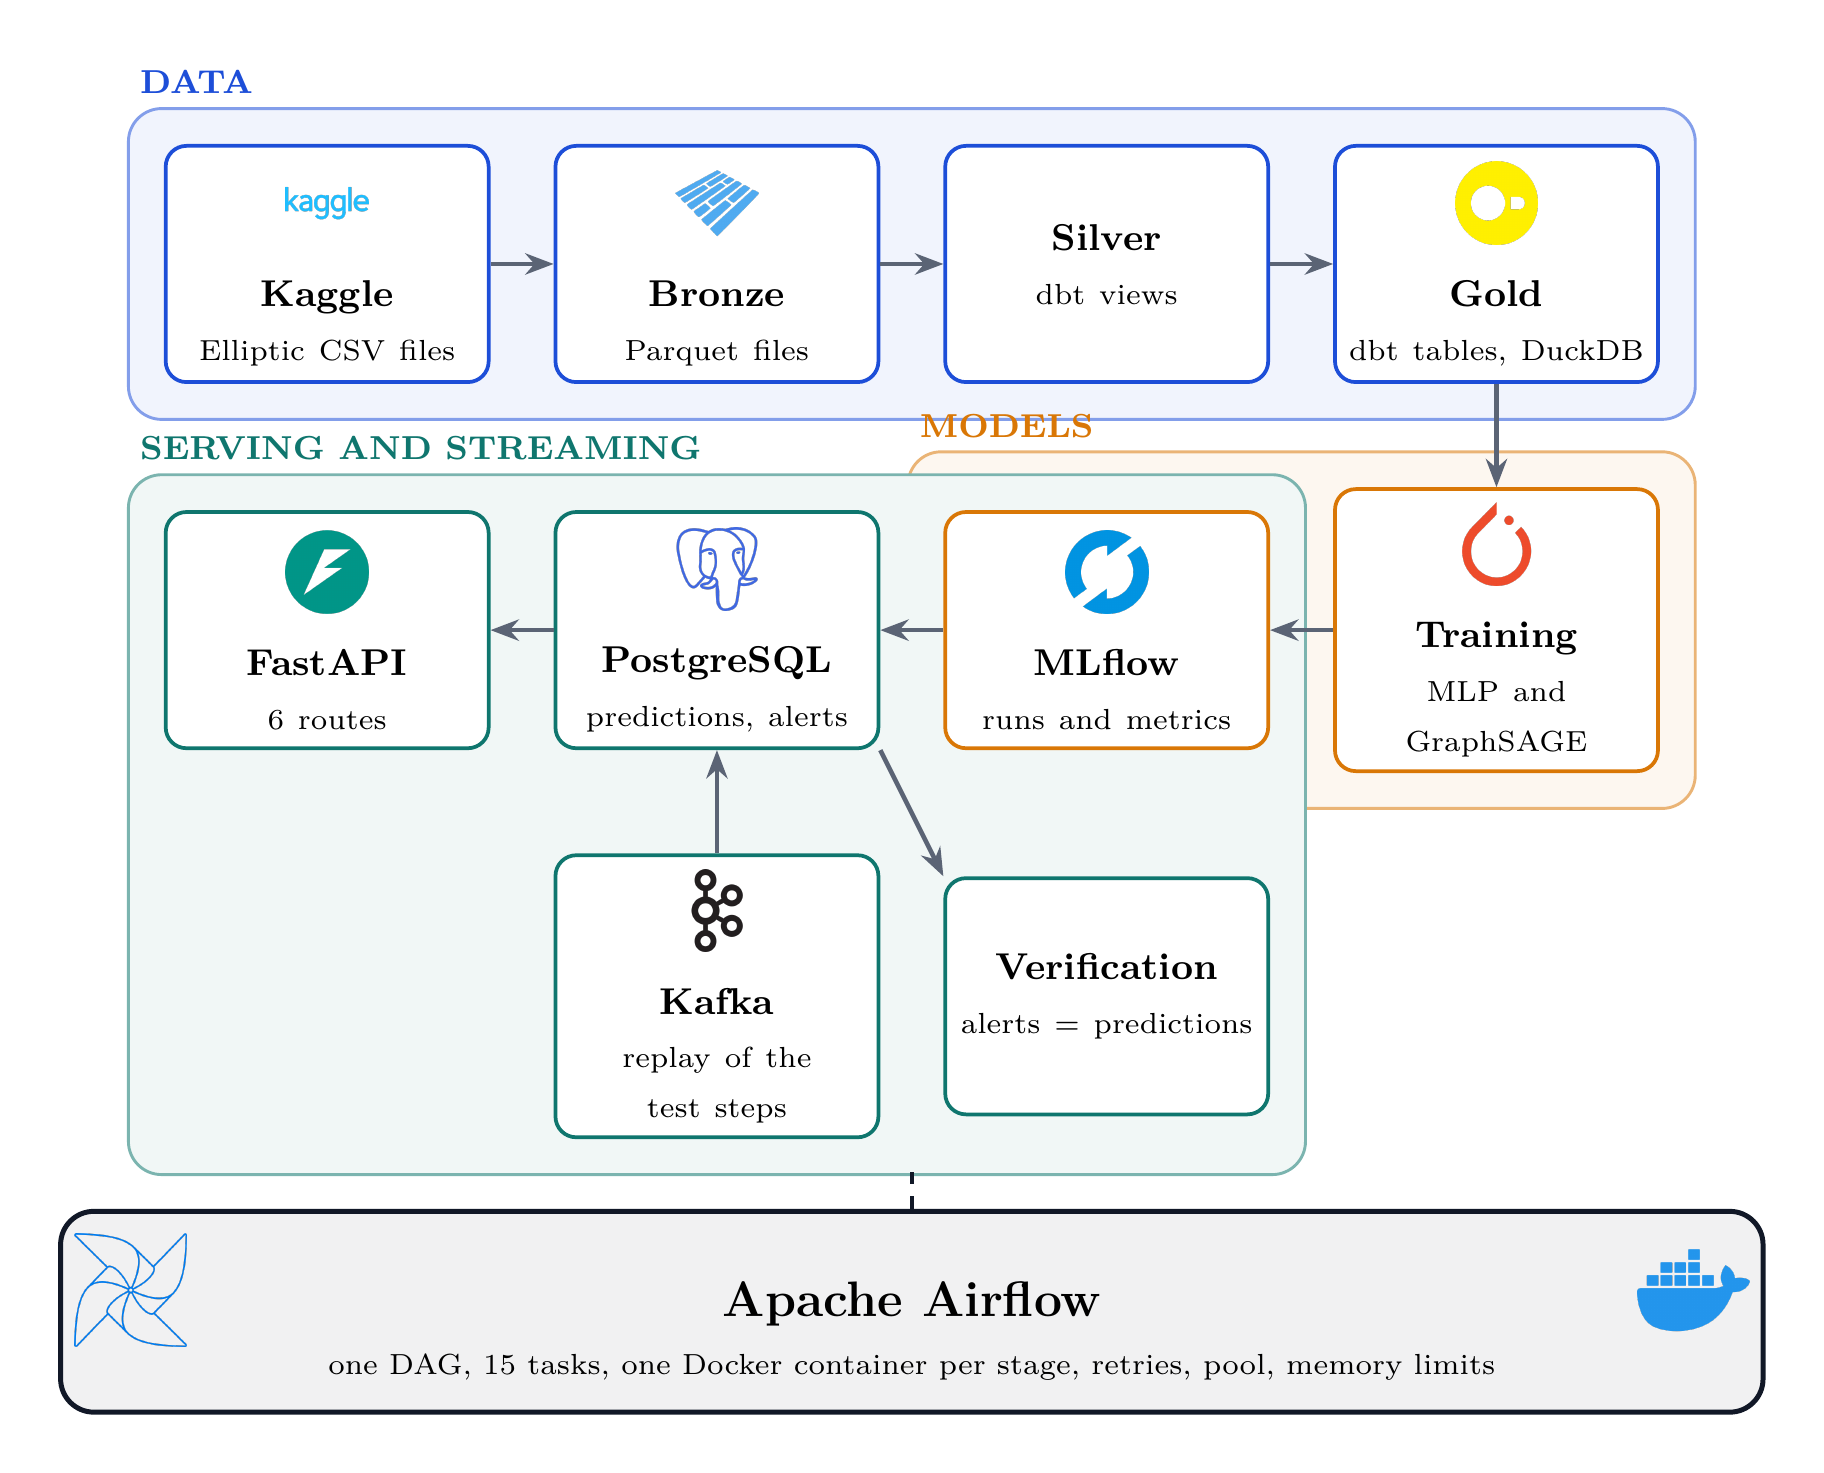 DATA
kaggle
Kaggle
Elliptic CSV files
Bronze
Parquet files
Silver
dbt views
Gold
dbt tables, DuckDB
MODELS
SERVING AND STREAMING
FastAPI
6 routes
PostgreSQL
predictions, alerts
MLflow
runs and metrics
Training
MLP and
GraphSAGE
Kafka
replay of the
test steps
Verification
alerts = predictions
Apache Airflow
one DAG, 15 tasks, one Docker container per stage, retries, pool, memory limits